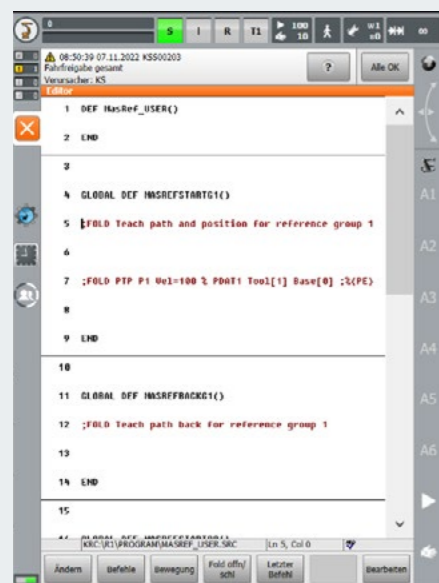 0
S I R T1 100 10 w1 s0 ∞
08:50:39 07.11.2022 KSS00203
Fahrfreigabe gesamt
Verursacher: KS
? Alle OK
Editor
1 DEF MasRef_USER()
2 END
3
4 GLOBAL DEF MASREFSTARTG1()
5 ;FOLD Teach path and position for reference group 1
6
7 ;FOLD PTP P1 Vel=100 % PDAT1 Tool[1] Base[0] ;%{PE}
8
9 END
10
11 GLOBAL DEF MASREFBACKG1()
12 ;FOLD Teach path back for reference group 1
13
14 END
15
A1
A2
A3
A4
A5
A6
KRC:\R1\PROGRAM\MASREF_USER.SRC Ln 5, Col 0
Ändern Befehle Bewegung Fold öffn/ schl Letzter Befehl Bearbeiten